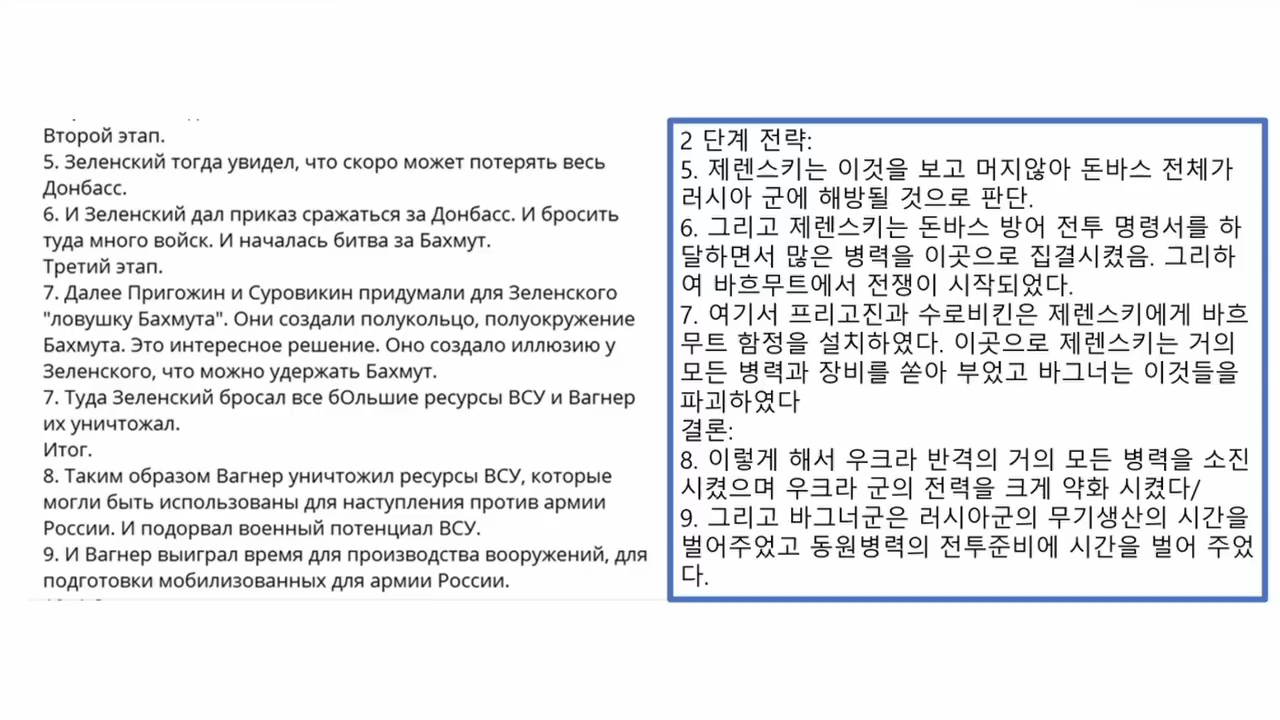 Второй этап.
5. Зеленский тогда увидел, что скоро может потерять весь
Донбасс.
6. И Зеленский дал приказ сражаться за Донбасс. И бросить
туда много войск. И началась битва за Бахмут.
Третий этап.
7. Далее Пригожин и Суровикин придумали для Зеленского
"ловушку Бахмута". Они создали полукольцо, полуокружение
Бахмута. Это интересное решение. Оно создало иллюзию у
Зеленского, что можно удержать Бахмут.
7. Туда Зеленский бросал все бОльшие ресурсы ВСУ и Вагнер
их уничтожал.
Итог.
8. Таким образом Вагнер уничтожил ресурсы ВСУ, которые
могли быть использованы для наступления против армии
России. И подорвал военный потенциал ВСУ.
9. И Вагнер выиграл время для производства вооружений, для
подготовки мобилизованных для армии России.
2 단계 전략:
5. 제렌스키는 이것을 보고 머지않아 돈바스 전체가
러시아 군에 해방될 것으로 판단.
6. 그리고 제렌스키는 돈바스 방어 전투 명령서를 하
달하면서 많은 병력을 이곳으로 집결시켰음. 그리하
여 바흐무트에서 전쟁이 시작되었다.
7. 여기서 프리고진과 수로비킨은 제렌스키에게 바흐
무트 함정을 설치하였다. 이곳으로 제렌스키는 거의
모든 병력과 장비를 쏟아 부었고 바그너는 이것들을
파괴하였다
결론:
8. 이렇게 해서 우크라 반격의 거의 모든 병력을 소진
시켰으며 우크라 군의 전력을 크게 약화 시켰다/
9. 그리고 바그너군은 러시아군의 무기생산의 시간을
벌어주었고 동원병력의 전투준비에 시간을 벌어 주었
다.